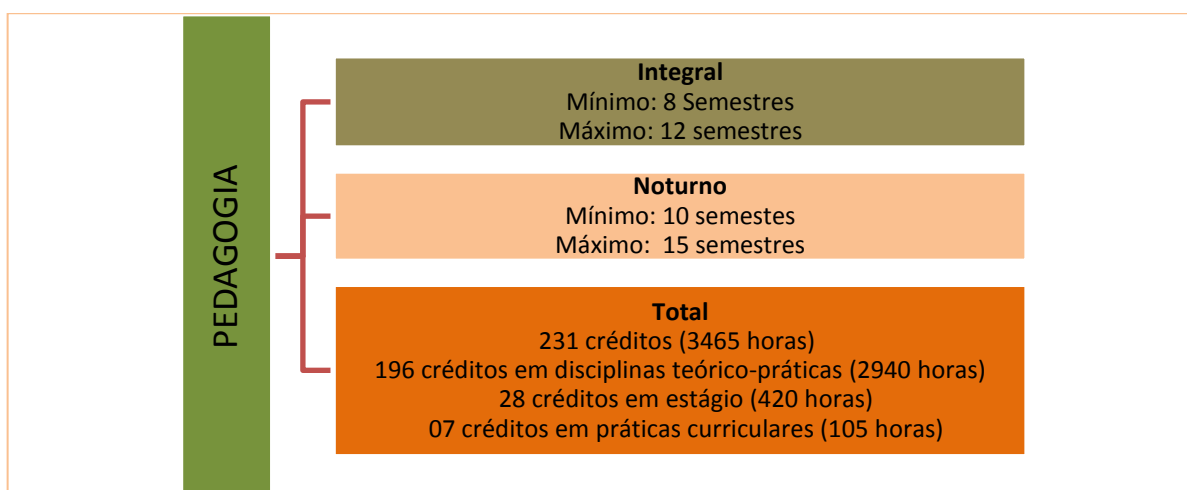 PEDAGOGIA
Integral
Mínimo: 8 Semestres
Máximo: 12 semestres
Noturno
Mínimo: 10 semestes
Máximo: 15 semestres
Total
231 créditos (3465 horas)
196 créditos em disciplinas teórico-práticas (2940 horas)
28 créditos em estágio (420 horas)
07 créditos em práticas curriculares (105 horas)